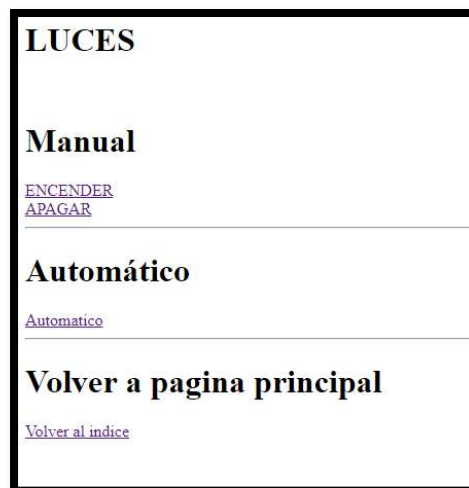 LUCES
Manual
ENCENDER
APAGAR
Automático
Automatico
Volver a pagina principal
Volver al indice